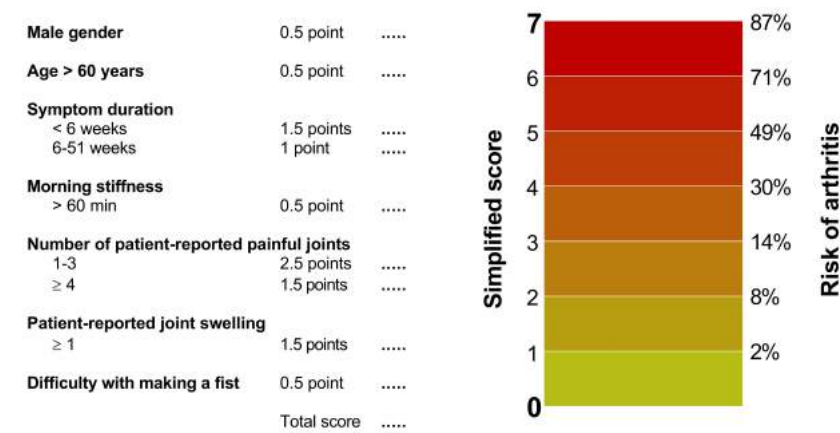 Male gender 0.5 point .....
Age > 60 years 0.5 point .....
Symptom duration
< 6 weeks 1.5 points .....
6-51 weeks 1 point .....
Morning stiffness
> 60 min 0.5 point .....
Number of patient-reported painful joints
1-3 2.5 points .....
≥ 4 1.5 points .....
Patient-reported joint swelling
≥ 1 1.5 points .....
Difficulty with making a fist 0.5 point .....
Total score .....
Simplified score
7 87%
6 71%
5 49%
4 30%
3 14%
2 8%
1 2%
0
Risk of arthritis